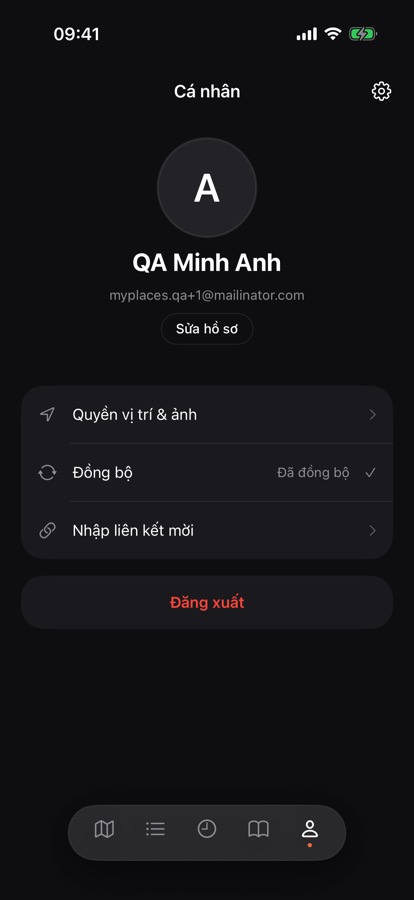 09:41
Cá nhân
A
QA Minh Anh
myplaces.qa+1@mailinator.com
Sửa hồ sơ
Quyền vị trí & ảnh
Đồng bộ
Đã đồng bộ
Nhập liên kết mời
Đăng xuất